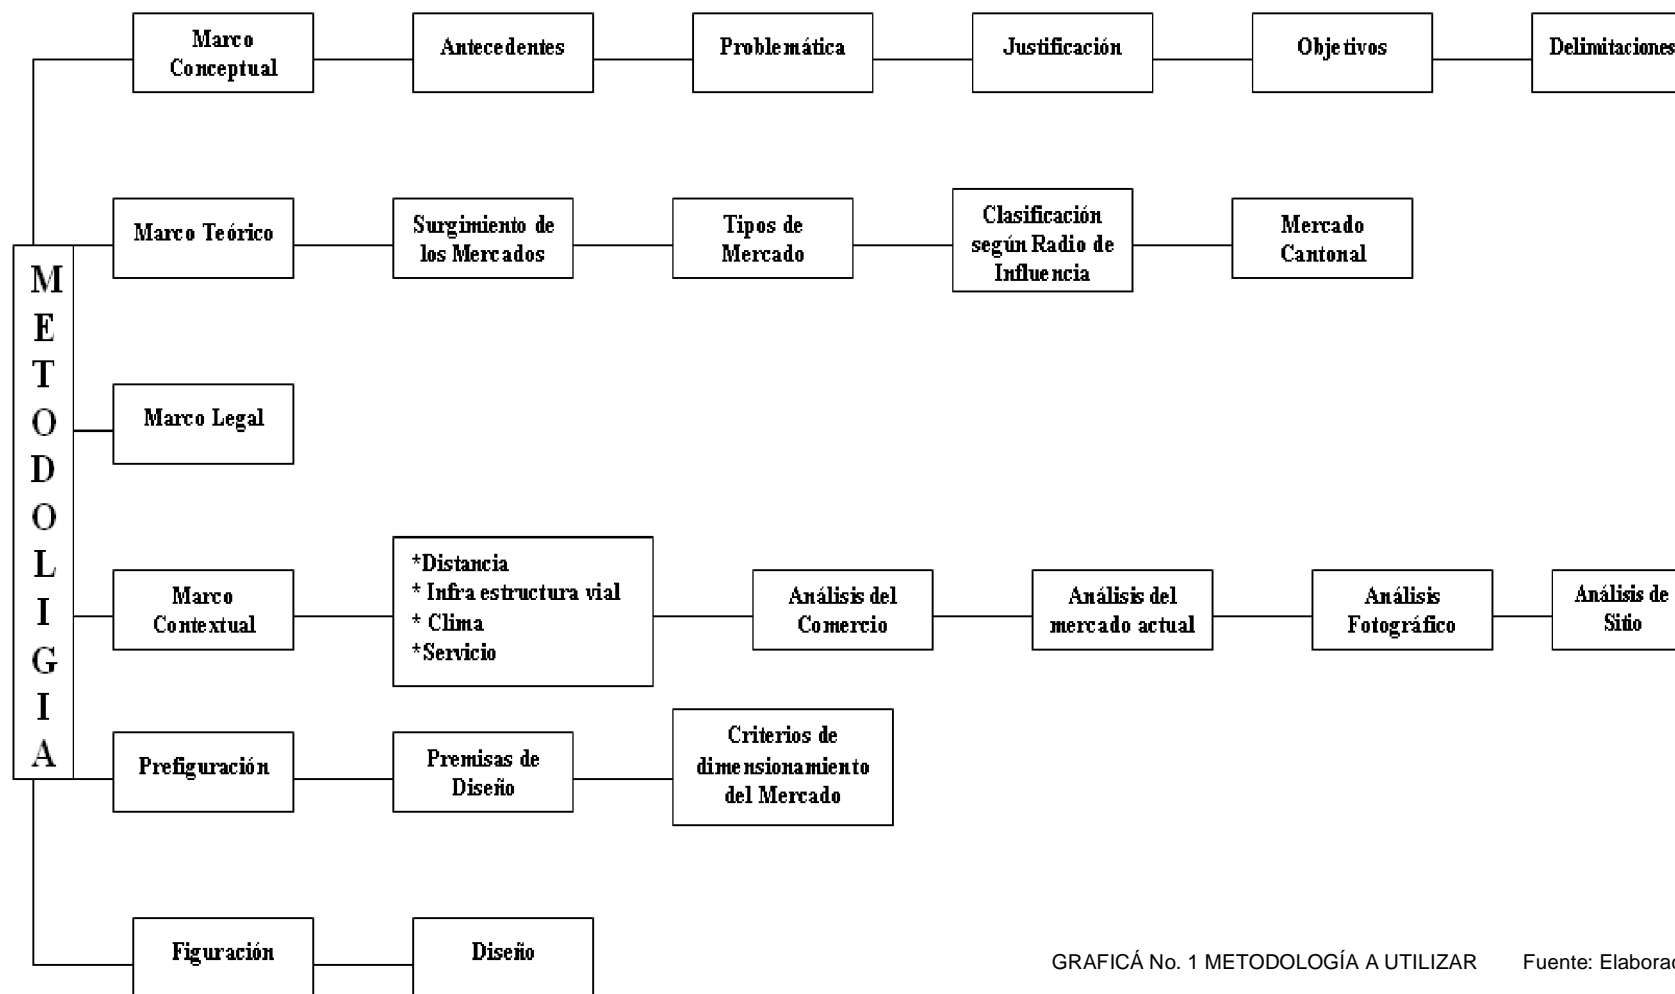 Marco
Conceptual
Antecedentes
Problemática
Justificación
Objetivos
Delimitaciones
Marco Teórico
Surgimiento de
los Mercados
Tipos de
Mercado
Clasificación
según Radio de
Influencia
Mercado
Cantonal
M
E
T
O
D
O
L
I
G
I
A
Marco Legal
Marco
Contextual
*Distancia
* Infra estructura vial
* Clima
*Servicio
Análisis del
Comercio
Análisis del
mercado actual
Análisis
Fotográfico
Análisis de
Sitio
Prefiguración
Premisas de
Diseño
Criterios de
dimensionamiento
del Mercado
Figuración
Diseño
GRAFICÁ No. 1 METODOLOGÍA A UTILIZAR Fuente: